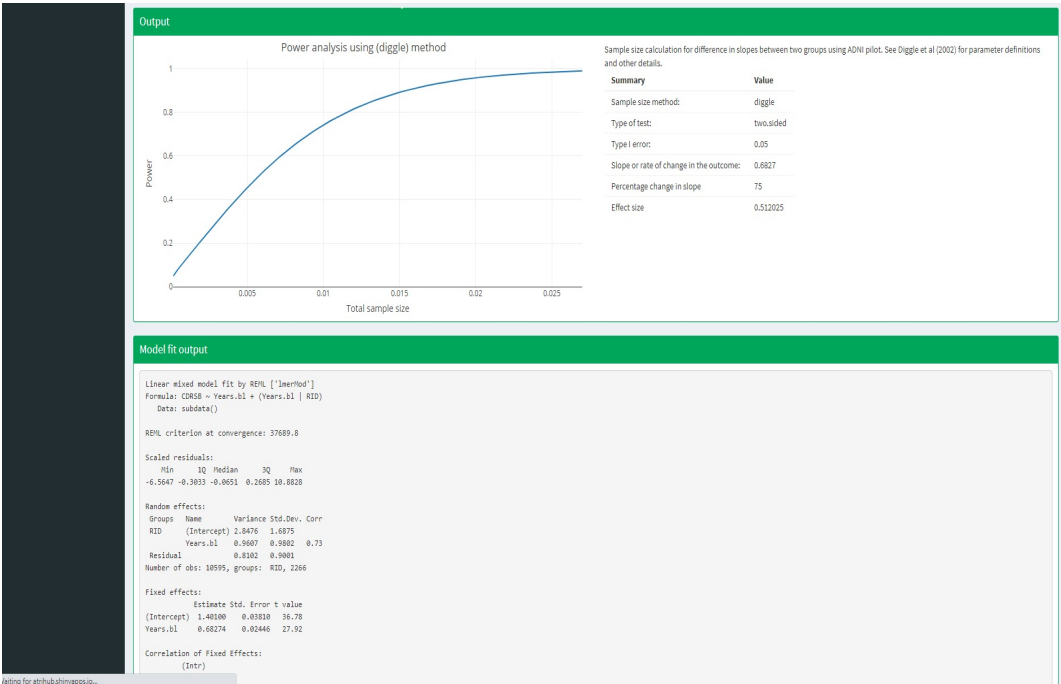 Output
Power analysis using (diggle) method
1
0.8
0.6
0.4
0.2
0
Power
0.005 0.01 0.015 0.02 0.025
Total sample size
Sample size calculation for difference in slopes between two groups using ADNI pilot. See Diggle et al (2002) for parameter definitions
and other details.
Summary Value
Sample size method: diggle
Type of test: two.sided
Type I error: 0.05
Slope or rate of change in the outcome: 0.6827
Percentage change in slope 75
Effect size 0.512025
Model fit output
Linear mixed model fit by REML ['lmerMod']
Formula: CDRSB ~ Years.bl + (Years.bl | RID)
Data: subdata()
REML criterion at convergence: 37689.8
Scaled residuals:
Min 1Q Median 3Q Max
-6.5647 -0.3033 -0.0651 0.2685 10.8828
Random effects:
Groups Name Variance Std.Dev. Corr
RID (Intercept) 2.8476 1.6875
Years.bl 0.9607 0.9802 0.73
Residual 0.8102 0.9001
Number of obs: 10595, groups: RID, 2266
Fixed effects:
Estimate Std. Error t value
(Intercept) 1.40100 0.03810 36.78
Years.bl 0.68274 0.02446 27.92
Correlation of Fixed Effects:
(Intr)
Waiting for atrihub.shinyapps.io...